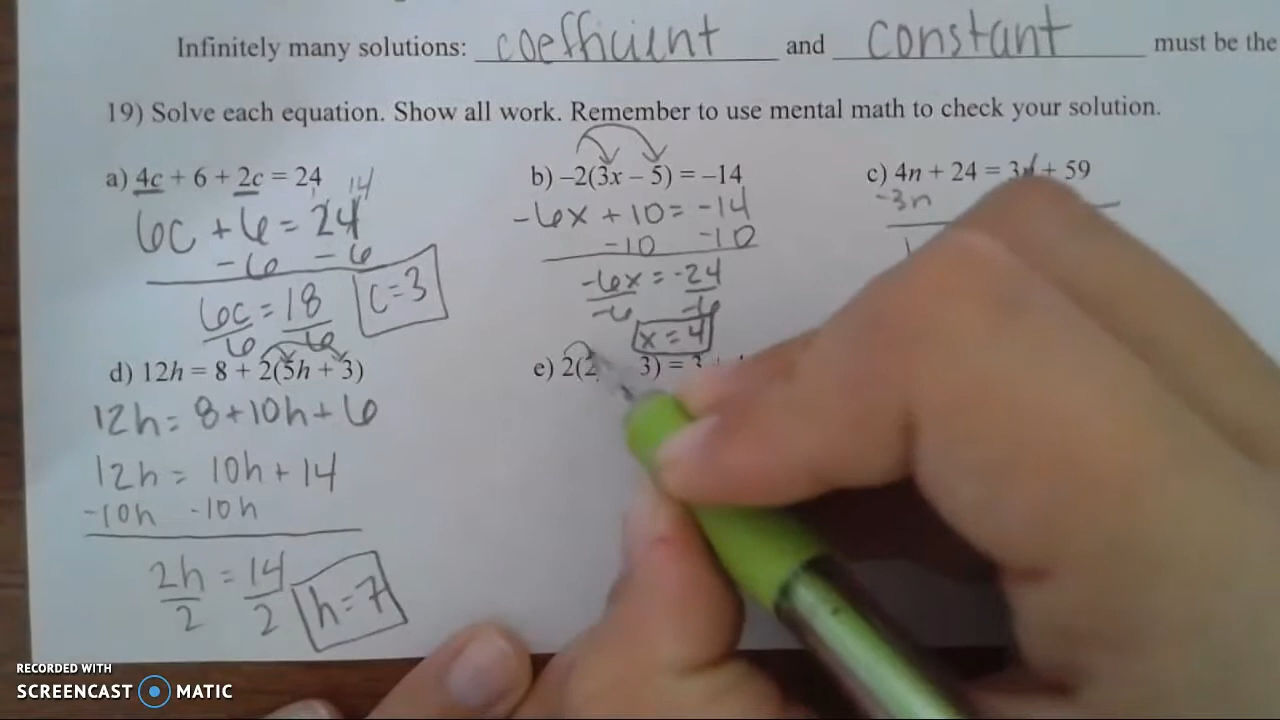 Infinitely many solutions: coefficient and constant must be the
19) Solve each equation. Show all work. Remember to use mental math to check your solution.
a) 4c + 6 + 2c = 24
14
6c + 6 = 24
- 6 - 6
6c = 18
6 6
c = 3
b) –2(3x – 5) = –14
-6x + 10 = -14
-10 -10
-6x = -24
-6 -6
x = 4
c) 4n + 24 = 3n + 59
-3n
d) 12h = 8 + 2(5h + 3)
12h = 8 + 10h + 6
12h = 10h + 14
-10h -10h
2h = 14
2 2
h = 7
e) 2(2 3) =
RECORDED WITH
SCREENCAST MATIC